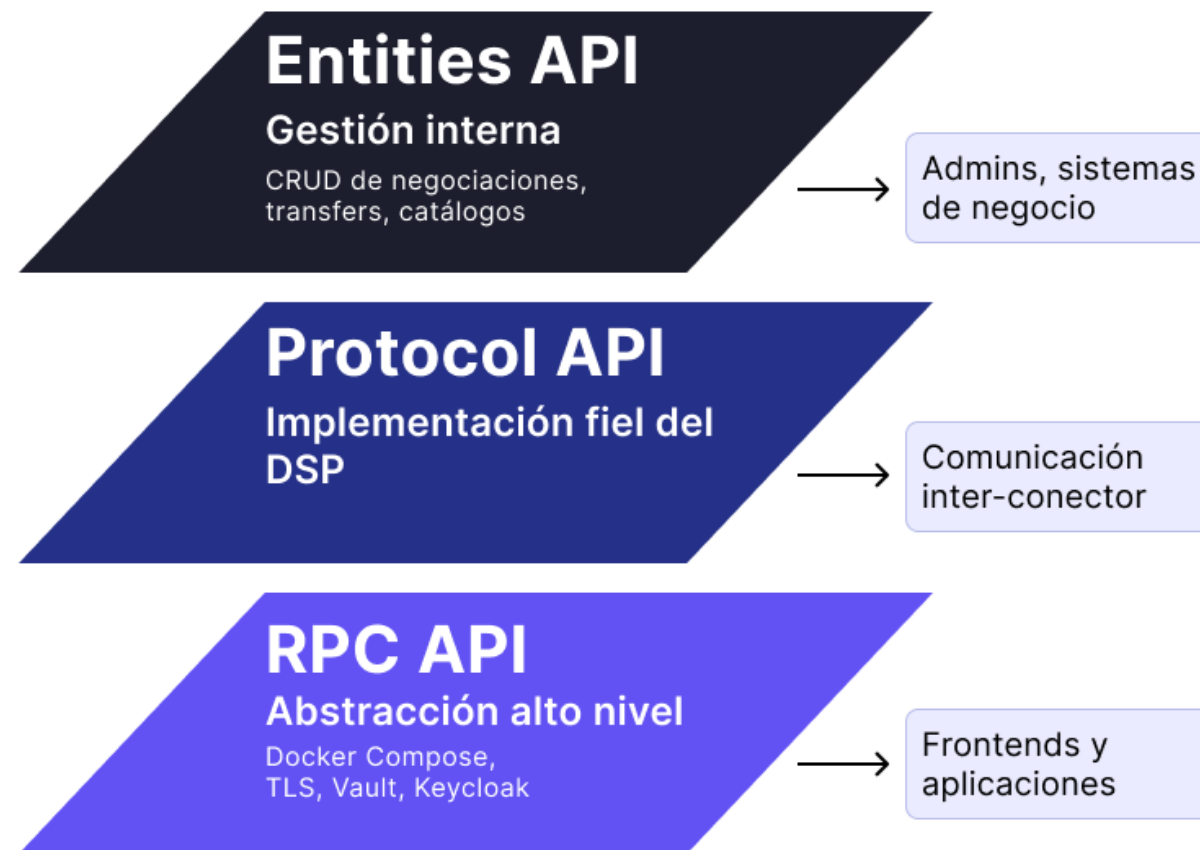 Entities API
Gestión interna
CRUD de negociaciones,
transfers, catálogos
Admins, sistemas
de negocio
Protocol API
Implementación fiel del
DSP
Comunicación
inter-conector
RPC API
Abstracción alto nivel
Docker Compose,
TLS, Vault, Keycloak
Frontends y
aplicaciones